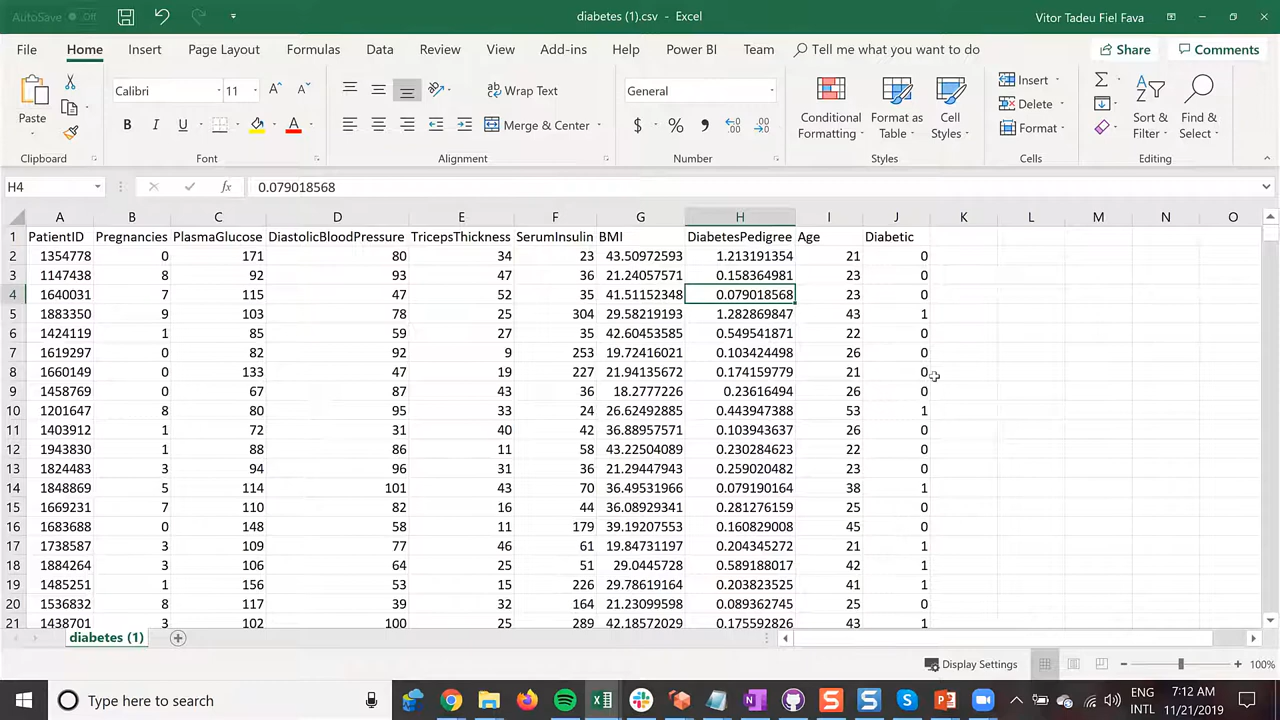 AutoSave Off diabetes (1).csv - Excel Vitor Tadeu Fiel Fava
File Home Insert Page Layout Formulas Data Review View Add-ins Help Power BI Team Tell me what you want to do Share Comments
Calibri 11 Wrap Text General Insert
Paste Merge & Center $ % Conditional Formatting Format as Table Cell Styles Delete Format Sort & Filter Find & Select
Clipboard Font Alignment Number Styles Cells Editing
H4 fx 0.079018568
A B C D E F G H I J K L M N O
1 PatientID Pregnancies PlasmaGlucose DiastolicBloodPressure TricepsThickness SerumInsulin BMI DiabetesPedigree Age Diabetic
2 1354778 0 171 80 34 23 43.50972593 1.213191354 21 0
3 1147438 8 92 93 47 36 21.24057571 0.158364981 23 0
4 1640031 7 115 47 52 35 41.51152348 0.079018568 23 0
5 1883350 9 103 78 25 304 29.58219193 1.282869847 43 1
6 1424119 1 85 59 27 35 42.60453585 0.549541871 22 0
7 1619297 0 82 92 9 253 19.72416021 0.103424498 26 0
8 1660149 0 133 47 19 227 21.94135672 0.174159779 21 0
9 1458769 0 67 87 43 36 18.2777226 0.23616494 26 0
10 1201647 8 80 95 33 24 26.62492885 0.443947388 53 1
11 1403912 1 72 31 40 42 36.88957571 0.103943637 26 0
12 1943830 1 88 86 11 58 43.22504089 0.230284623 22 0
13 1824483 3 94 96 31 36 21.29447943 0.259020482 23 0
14 1848869 5 114 101 43 70 36.49531966 0.079190164 38 1
15 1669231 7 110 82 16 44 36.08929341 0.281276159 25 0
16 1683688 0 148 58 11 179 39.19207553 0.160829008 45 0
17 1738587 3 109 77 46 61 19.84731197 0.204345272 21 1
18 1884264 3 106 64 25 51 29.0445728 0.589188017 42 1
19 1485251 1 156 53 15 226 29.78619164 0.203823525 41 1
20 1536832 8 117 39 32 164 21.23099598 0.089362745 25 0
21 1438701 3 102 100 25 289 42.18572029 0.175592826 43 1
diabetes (1)
Display Settings 100%
Type here to search ENG 7:12 AM
INTL 11/21/2019